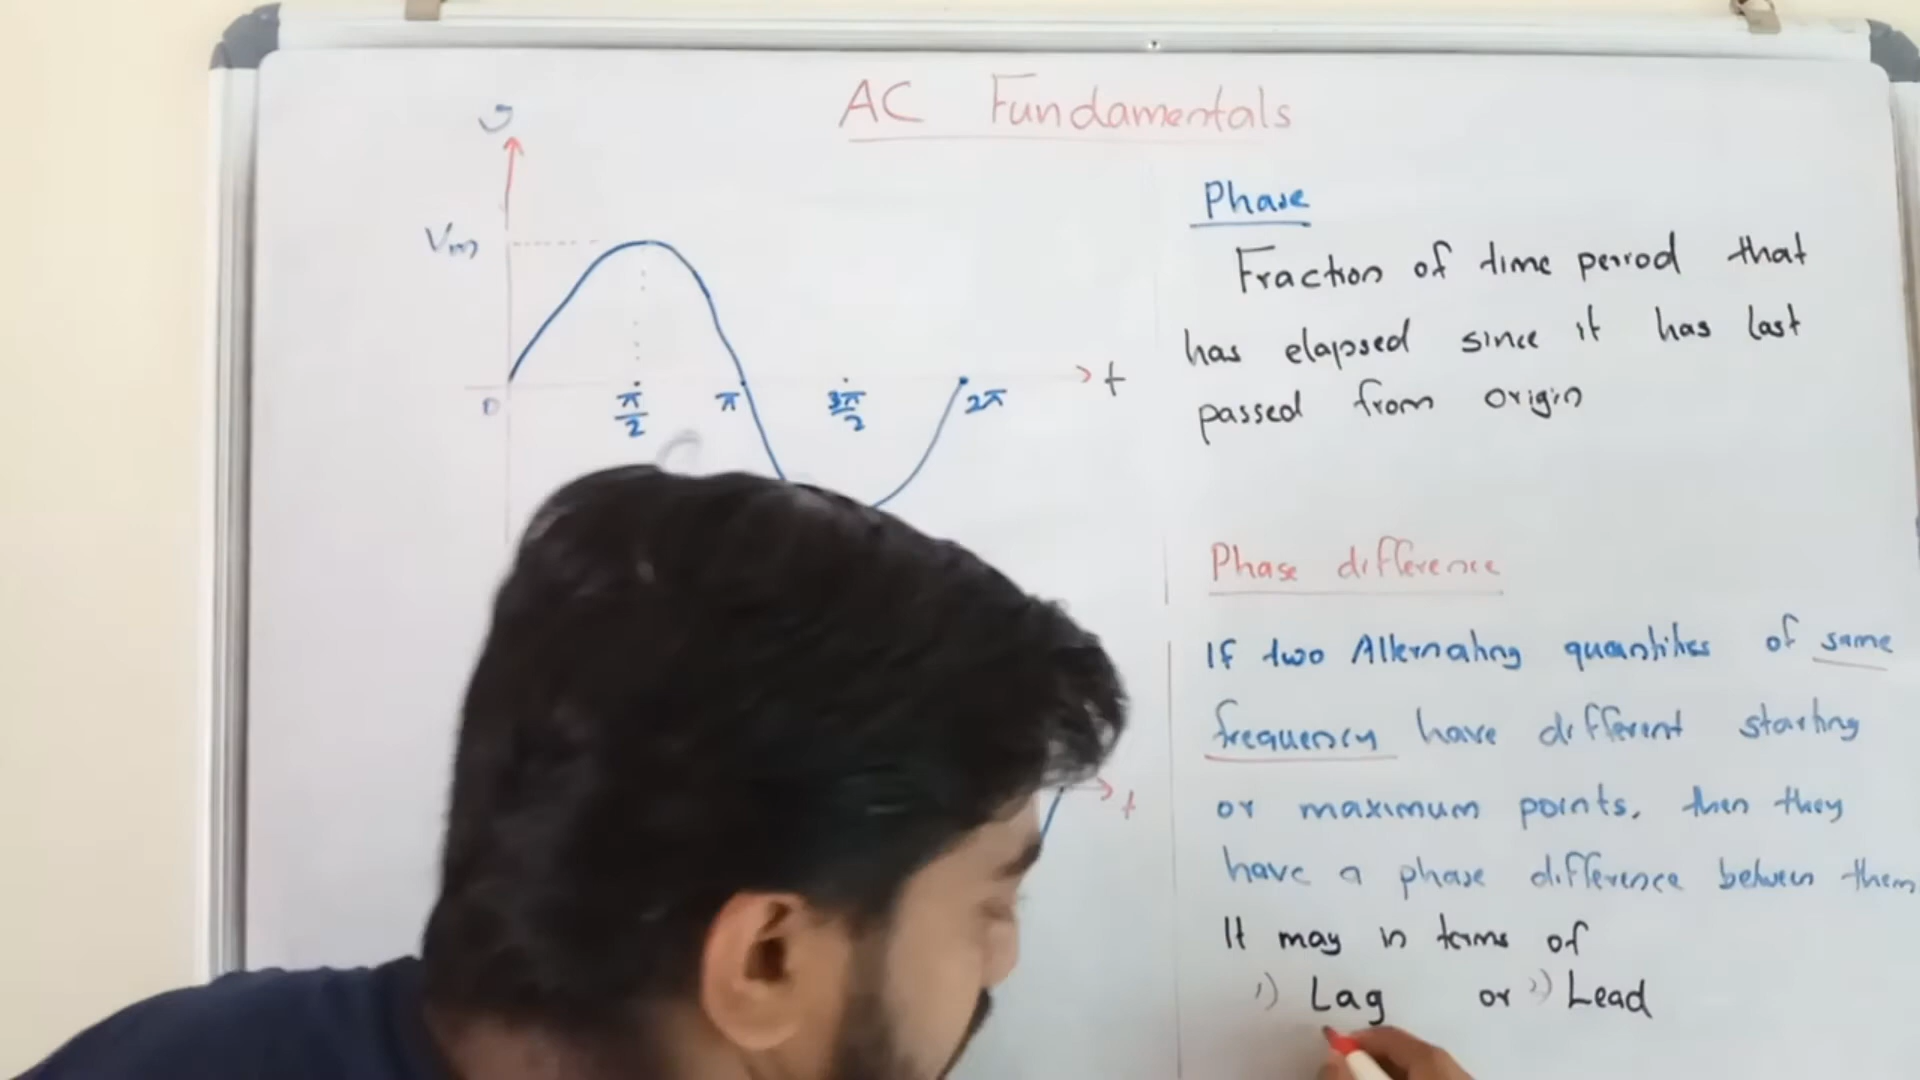 AC Fundamentals
Vm
0
π/2
π
3π/2
2π
t
Phase
Fraction of time period that
has elapsed since it has last
passed from origin
Phase difference
If two Alternating quantities of same
frequency have different starting
or maximum points, then they
have a phase difference between them
It may in terms of
1) Lag or 2) Lead
t